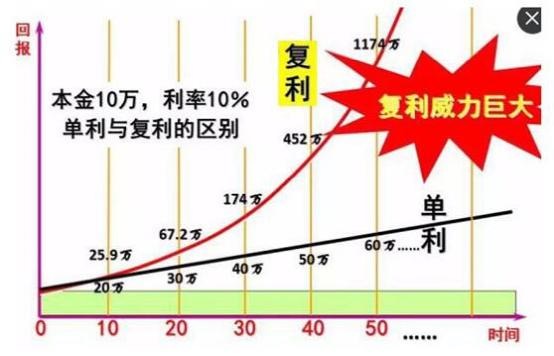 回
报
本金10万，利率10%
单利与复利的区别
复
利
1174万
复利威力巨大
452万
174万
67.2万
25.9万
单
利
20万
30万
40万
50万
60万......
0
10
20
30
40
50
......
时间